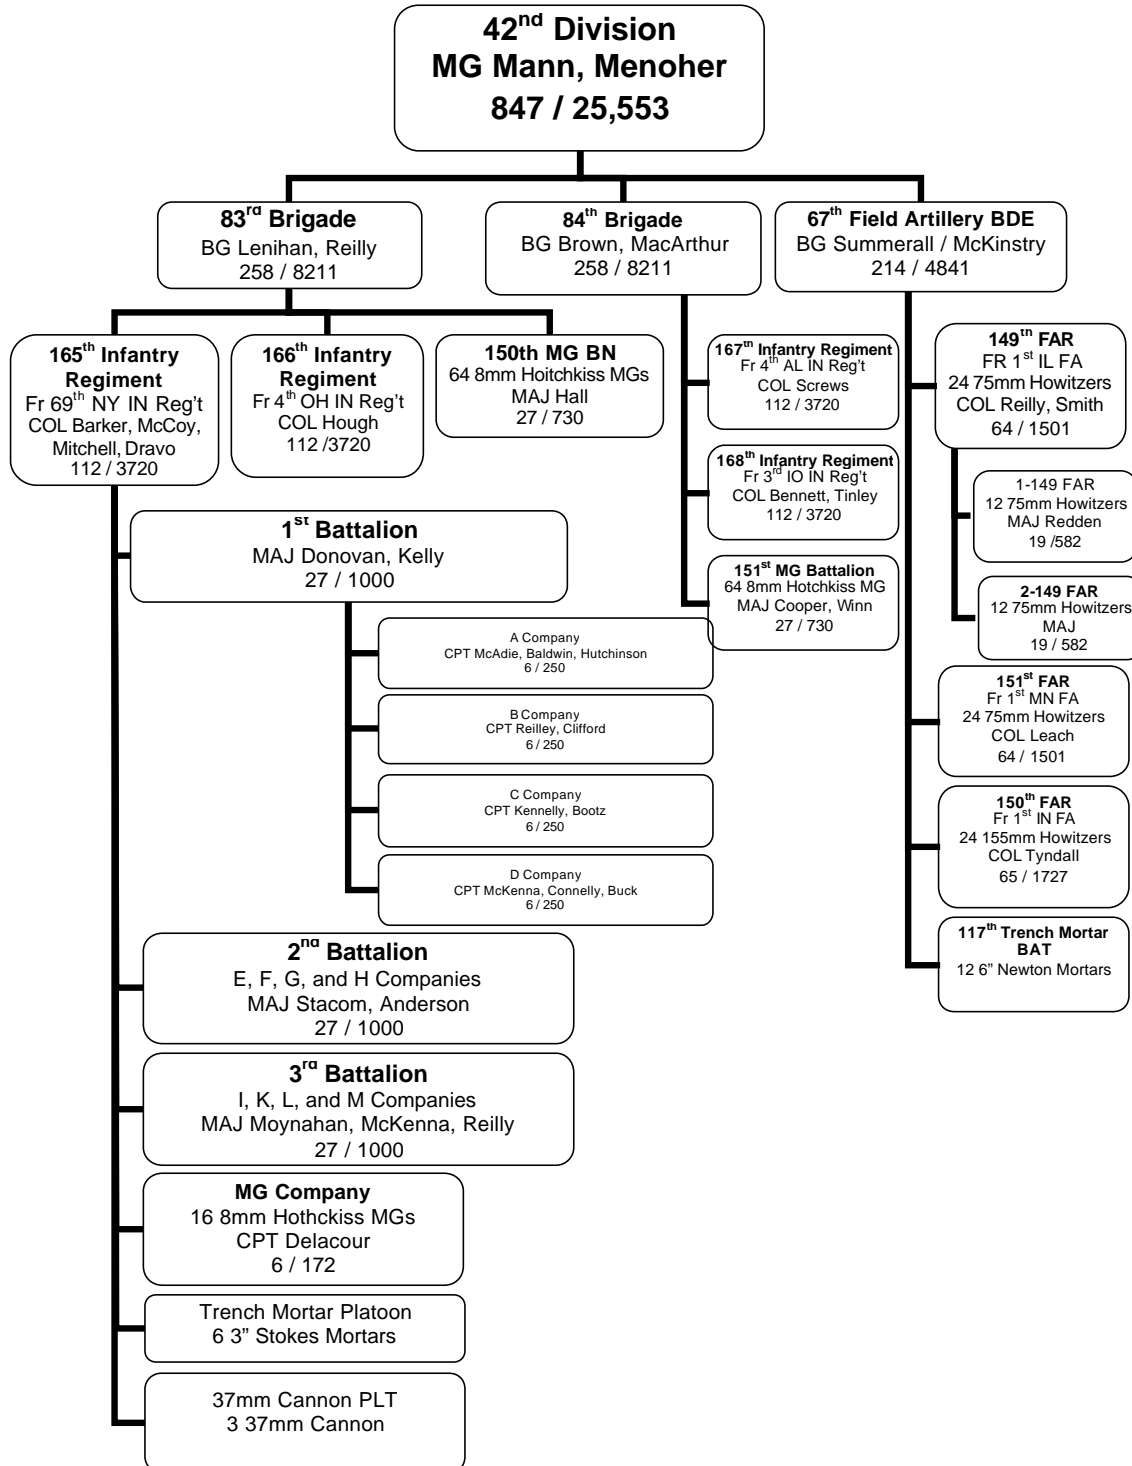 42nd Division
MG Mann, Menoher
847 / 25,553
83rd Brigade
BG Lenihan, Reilly
258 / 8211
84th Brigade
BG Brown, MacArthur
258 / 8211
67th Field Artillery BDE
BG Summerall / McKinstry
214 / 4841
165th Infantry
Regiment
Fr 69th NY IN Reg't
COL Barker, McCoy,
Mitchell, Dravo
112 / 3720
166th Infantry
Regiment
Fr 4th OH IN Reg't
COL Hough
112 /3720
150th MG BN
64 8mm Hoitchkiss MGs
MAJ Hall
27 / 730
167th Infantry Regiment
Fr 4th AL IN Reg't
COL Screws
112 / 3720
168th Infantry Regiment
Fr 3rd IO IN Reg't
COL Bennett, Tinley
112 / 3720
151st MG Battalion
64 8mm Hotchkiss MG
MAJ Cooper, Winn
27 / 730
149th FAR
FR 1st IL FA
24 75mm Howitzers
COL Reilly, Smith
64 / 1501
1-149 FAR
12 75mm Howitzers
MAJ Redden
19 /582
2-149 FAR
12 75mm Howitzers
MAJ
19 / 582
151st FAR
Fr 1st MN FA
24 75mm Howitzers
COL Leach
64 / 1501
150th FAR
Fr 1st IN FA
24 155mm Howitzers
COL Tyndall
65 / 1727
117th Trench Mortar
BAT
12 6" Newton Mortars
1st Battalion
MAJ Donovan, Kelly
27 / 1000
A Company
CPT McAdie, Baldwin, Hutchinson
6 / 250
B Company
CPT Reilley, Clifford
6 / 250
C Company
CPT Kennelly, Bootz
6 / 250
D Company
CPT McKenna, Connelly, Buck
6 / 250
2nd Battalion
E, F, G, and H Companies
MAJ Stacom, Anderson
27 / 1000
3rd Battalion
I, K, L, and M Companies
MAJ Moynahan, McKenna, Reilly
27 / 1000
MG Company
16 8mm Hothckiss MGs
CPT Delacour
6 / 172
Trench Mortar Platoon
6 3" Stokes Mortars
37mm Cannon PLT
3 37mm Cannon